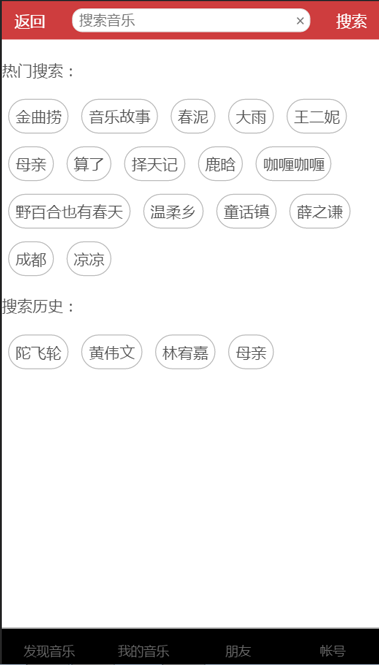 返回 搜索音乐 × 搜索
热门搜索：
金曲捞 音乐故事 春泥 大雨 王二妮
母亲 算了 择天记 鹿晗 咖喱咖喱
野百合也有春天 温柔乡 童话镇 薛之谦
成都 凉凉
搜索历史：
陀飞轮 黄伟文 林宥嘉 母亲
发现音乐 我的音乐 朋友 帐号